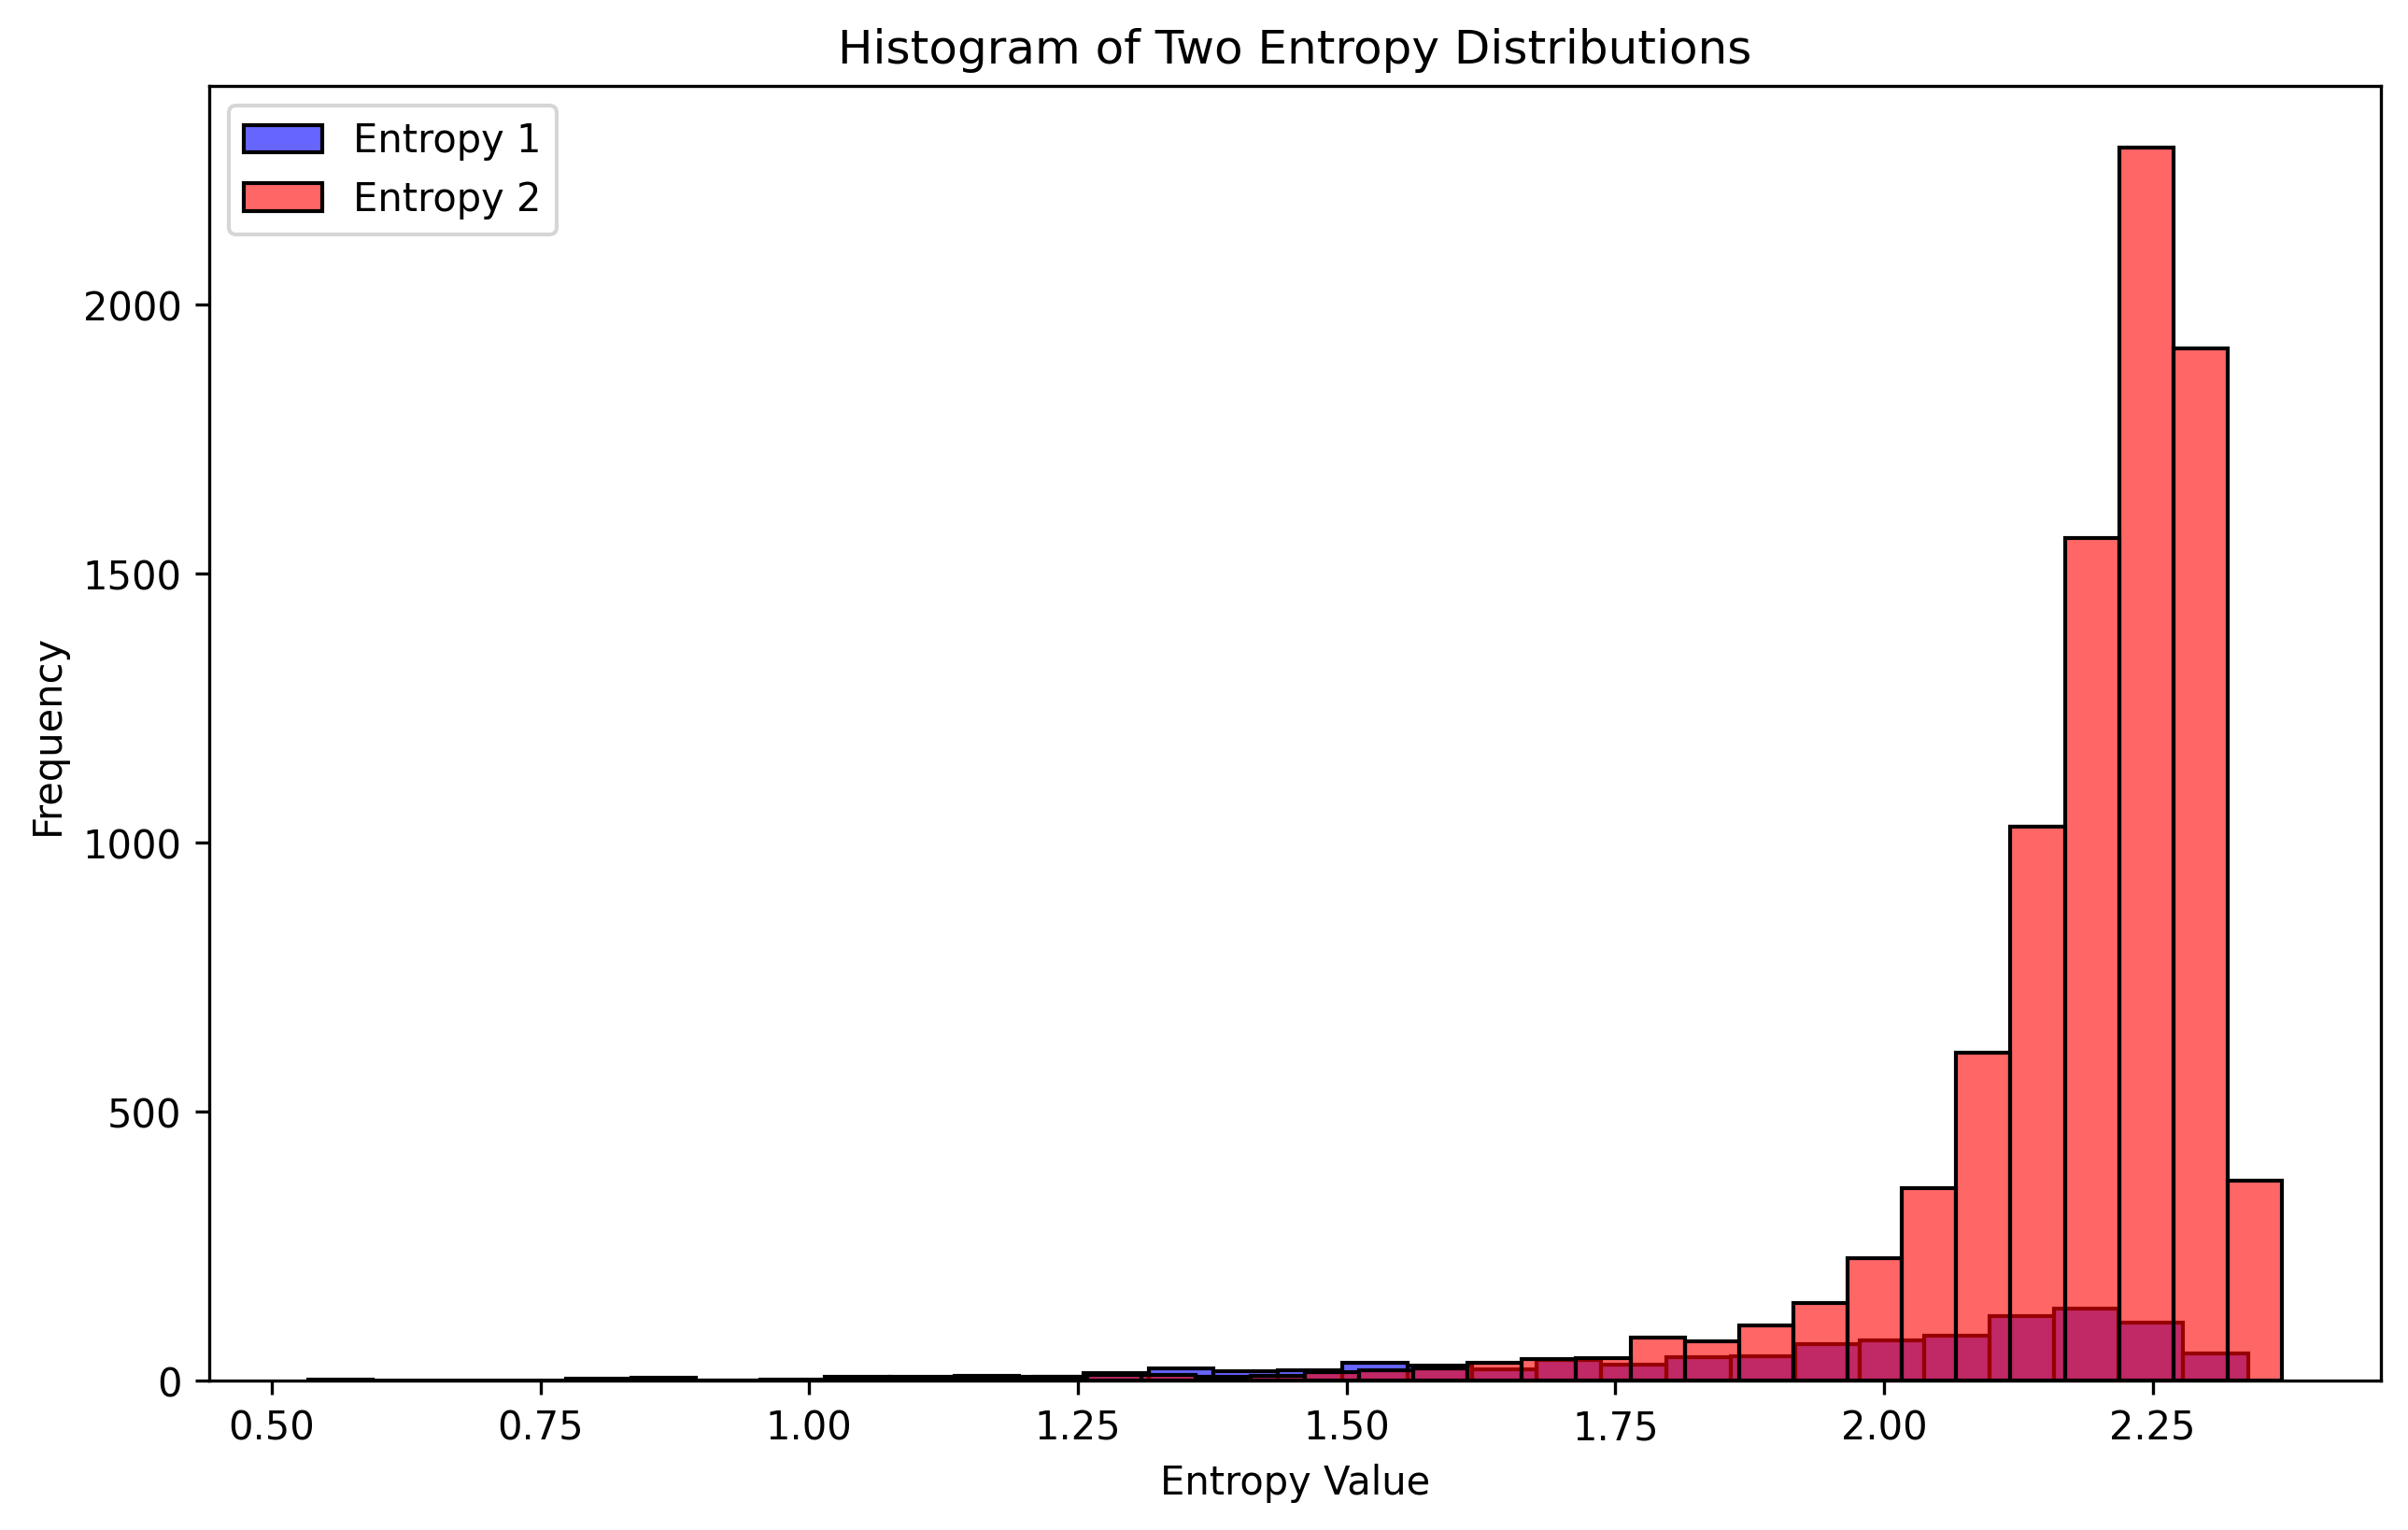 Histogram of Two Entropy Distributions
Entropy 1
Entropy 2
2000
1500
1000
500
0
Frequency
0.50 0.75 1.00 1.25 1.50 1.75 2.00 2.25
Entropy Value